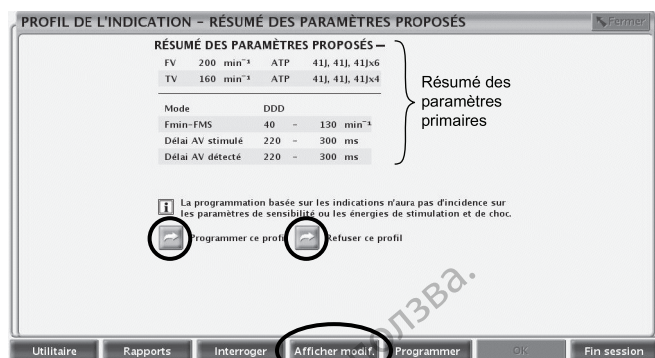 PROFIL DE L'INDICATION – RÉSUMÉ DES PARAMÈTRES PROPOSÉS
Fermer
RÉSUMÉ DES PARAMÈTRES PROPOSÉS
FV 200 min⁻¹ ATP 41J, 41J, 41Jx6
TV 160 min⁻¹ ATP 41J, 41J, 41Jx4
Résumé des
paramètres
primaires
Mode DDD
Fmin-FMS 40 – 130 min⁻¹
Délai AV stimulé 220 – 300 ms
Délai AV détecté 220 – 300 ms
La programmation basée sur les indications n'aura pas d'incidence sur
les paramètres de sensibilité ou les énergies de stimulation et de choc.
Programmer ce profil Refuser ce profil
Utilitaire Rapports Interroger Afficher modif. Programmer OK Fin session